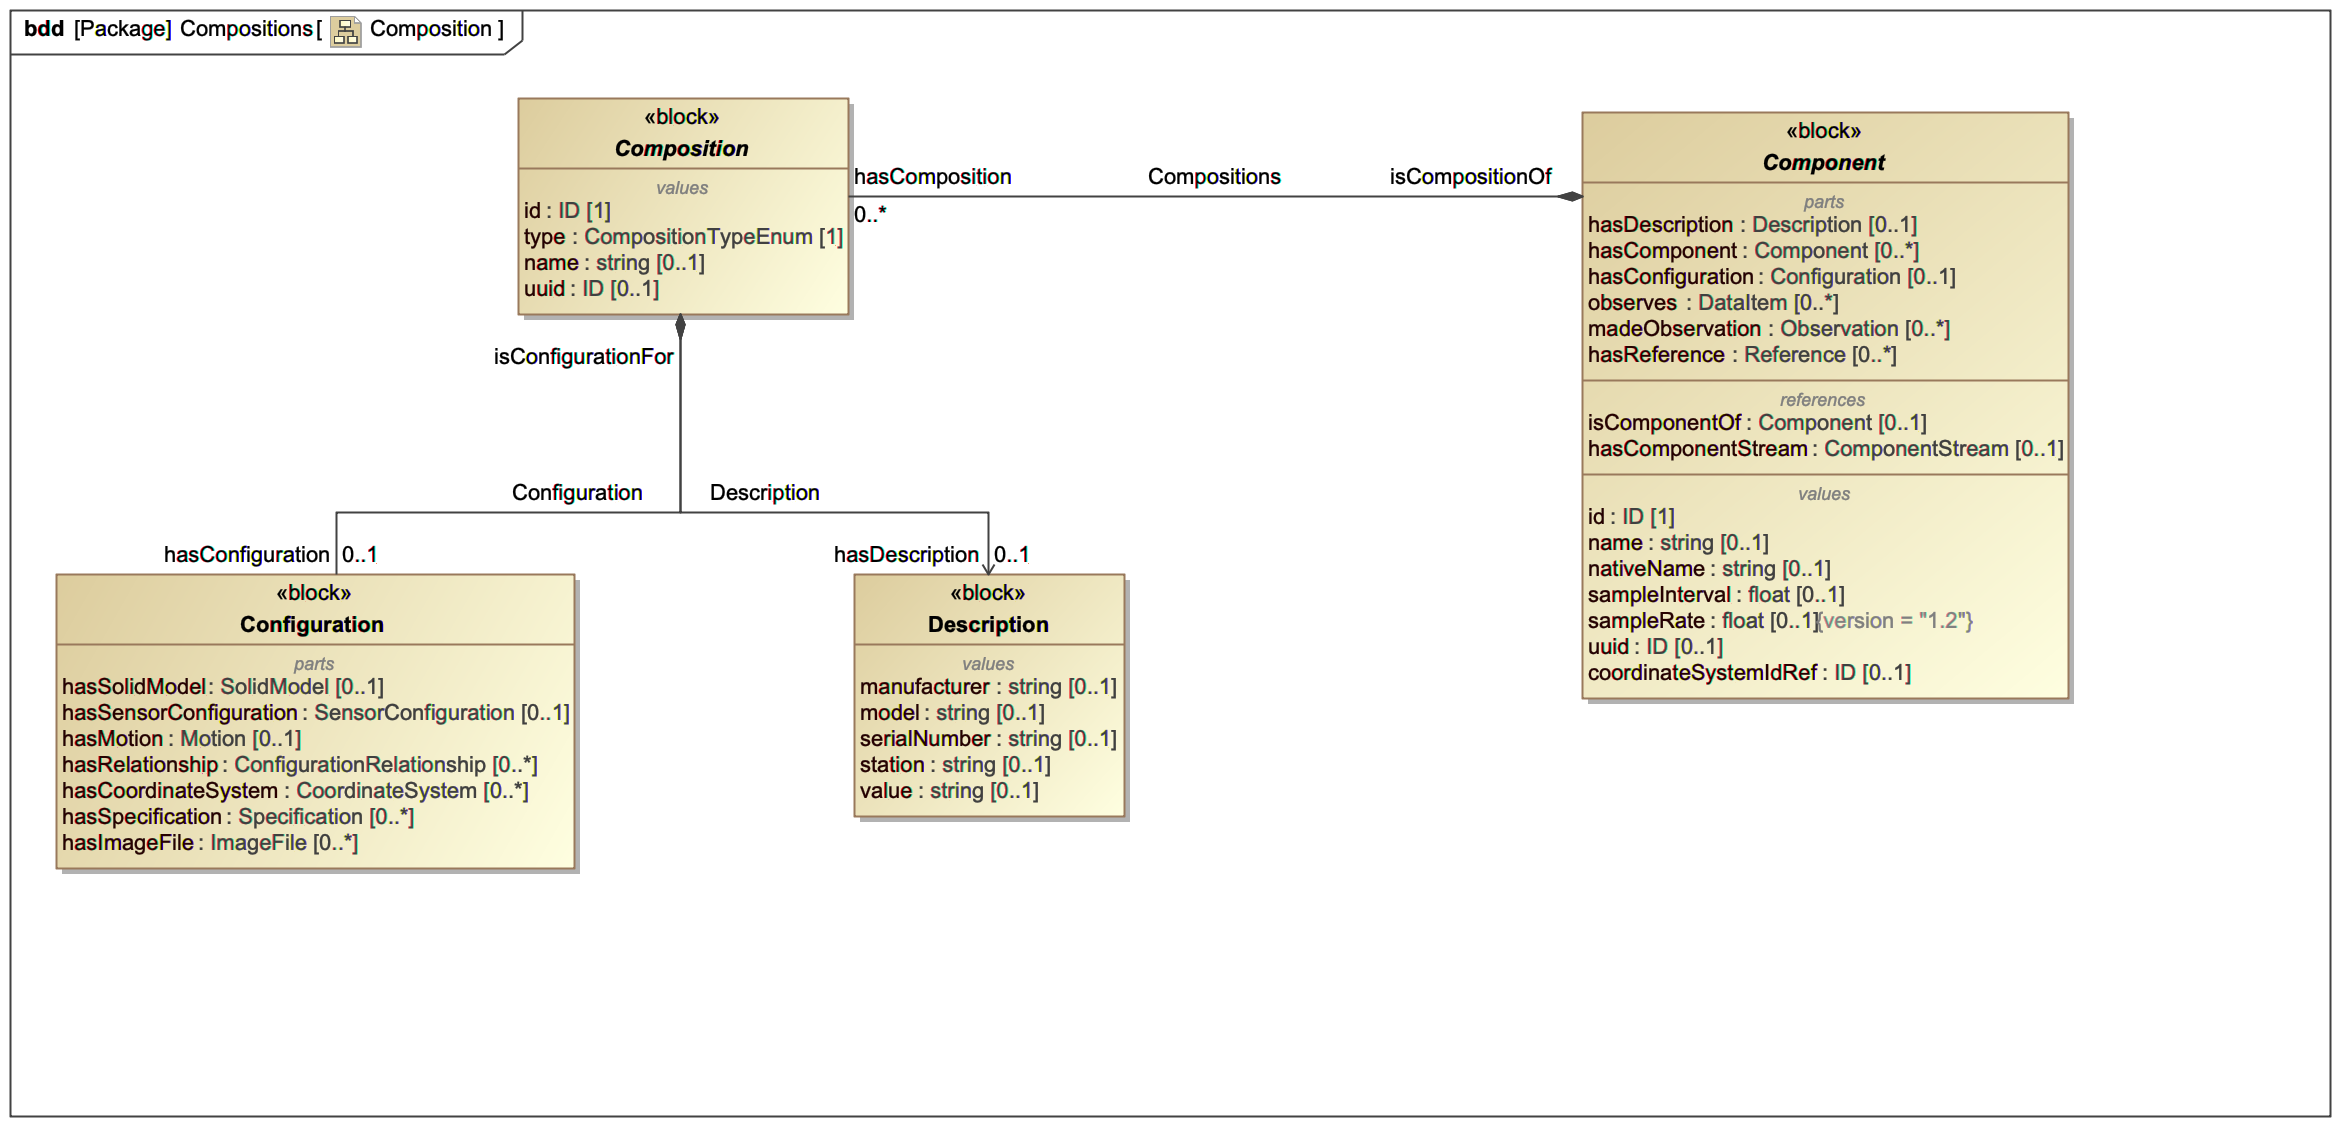 bdd [Package] Compositions [ Composition ]
«block»
Composition
values
id : ID [1]
type : CompositionTypeEnum [1]
name : string [0..1]
uuid : ID [0..1]
hasComposition
Compositions
isCompositionOf
0..*
«block»
Component
parts
hasDescription : Description [0..1]
hasComponent : Component [0..*]
hasConfiguration : Configuration [0..1]
observes : DataItem [0..*]
madeObservation : Observation [0..*]
hasReference : Reference [0..*]
references
isComponentOf : Component [0..1]
hasComponentStream : ComponentStream [0..1]
values
id : ID [1]
name : string [0..1]
nativeName : string [0..1]
sampleInterval : float [0..1]
sampleRate : float [0..1]{version = "1.2"}
uuid : ID [0..1]
coordinateSystemIdRef : ID [0..1]
isConfigurationFor
Configuration
Description
hasConfiguration 0..1
hasDescription 0..1
«block»
Configuration
parts
hasSolidModel : SolidModel [0..1]
hasSensorConfiguration : SensorConfiguration [0..1]
hasMotion : Motion [0..1]
hasRelationship : ConfigurationRelationship [0..*]
hasCoordinateSystem : CoordinateSystem [0..*]
hasSpecification : Specification [0..*]
hasImageFile : ImageFile [0..*]
«block»
Description
values
manufacturer : string [0..1]
model : string [0..1]
serialNumber : string [0..1]
station : string [0..1]
value : string [0..1]